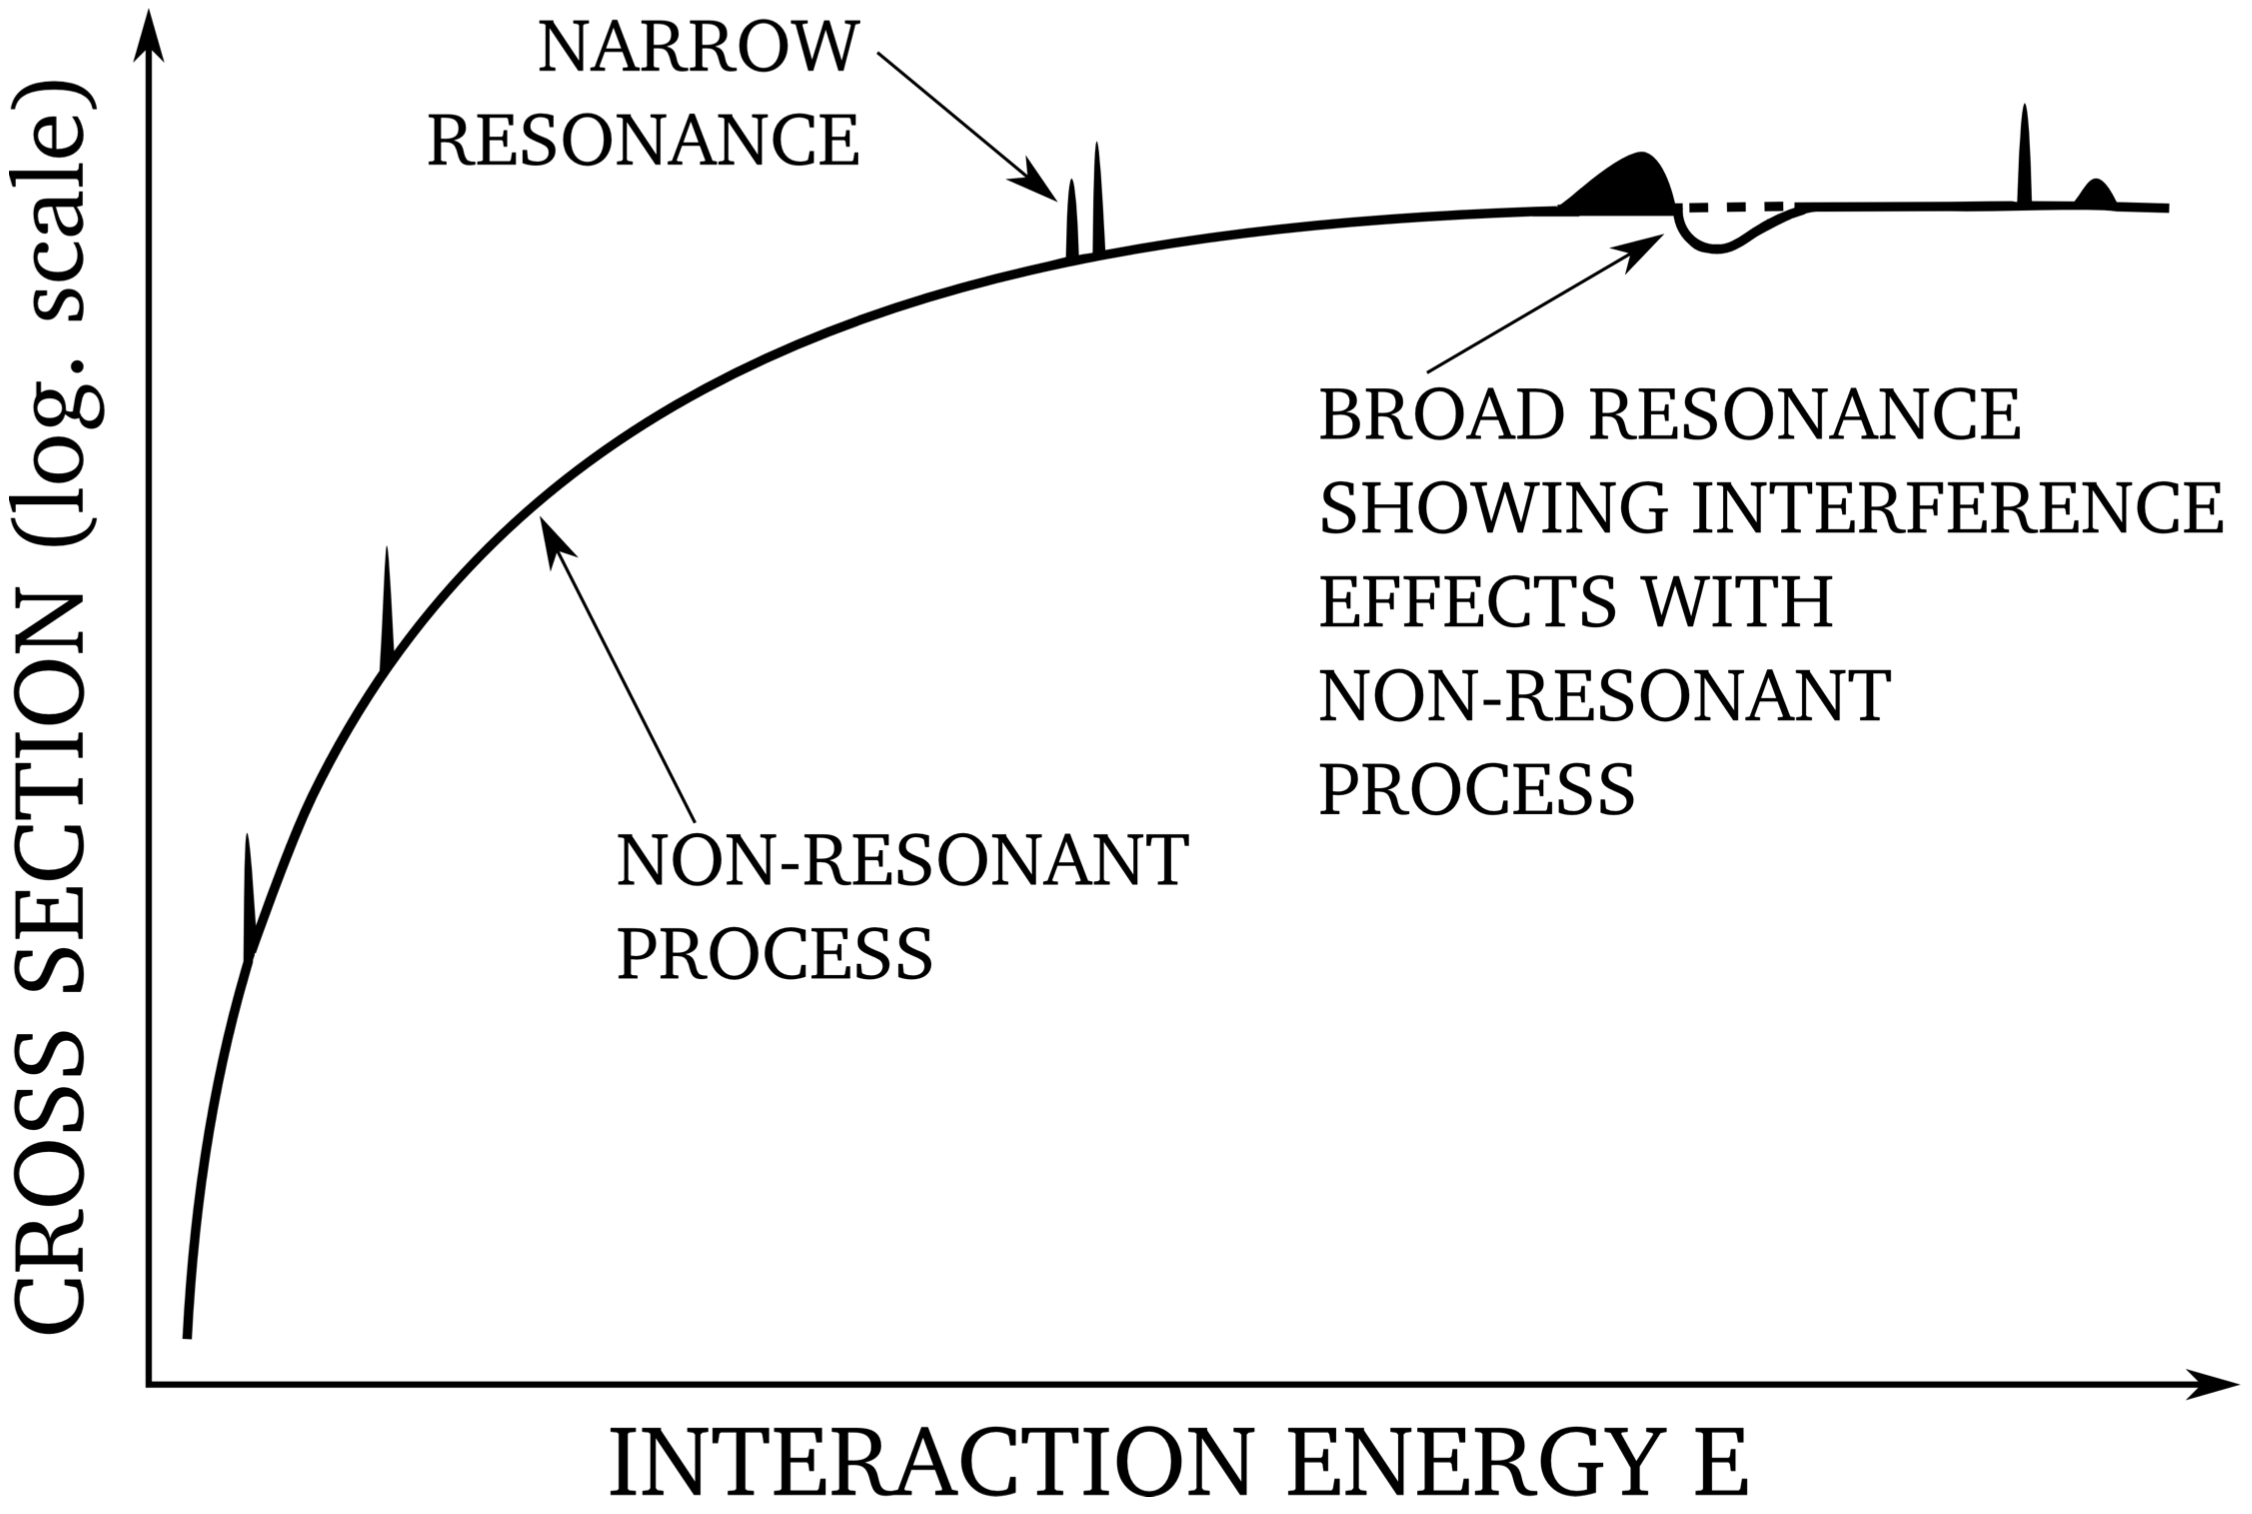 NARROW
RESONANCE
CROSS SECTION (log. scale)
BROAD RESONANCE
SHOWING INTERFERENCE
EFFECTS WITH
NON-RESONANT
PROCESS
NON-RESONANT
PROCESS
INTERACTION ENERGY E